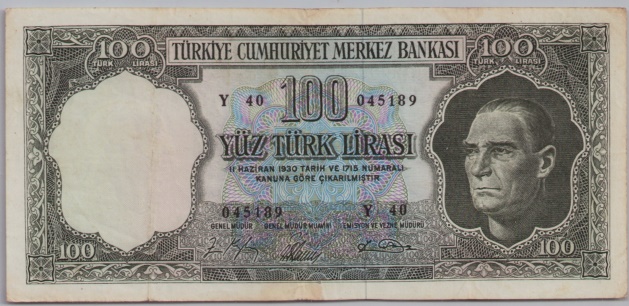 100 TÜRKİYE CUMHURİYET MERKEZ BANKASI 100
TÜRK LİRASI TÜRK LİRASI
Y 40 100 045189
YÜZ TÜRK LİRASI
11 HAZİRAN 1930 TARİH VE 1715 NUMARALI
KANUNA GÖRE ÇIKARILMIŞTIR
045189 Y 40
GENEL MÜDÜR GENEL MÜDÜR MUAVİNİ EMİSYON VE VEZNE MÜDÜRÜ
100 100